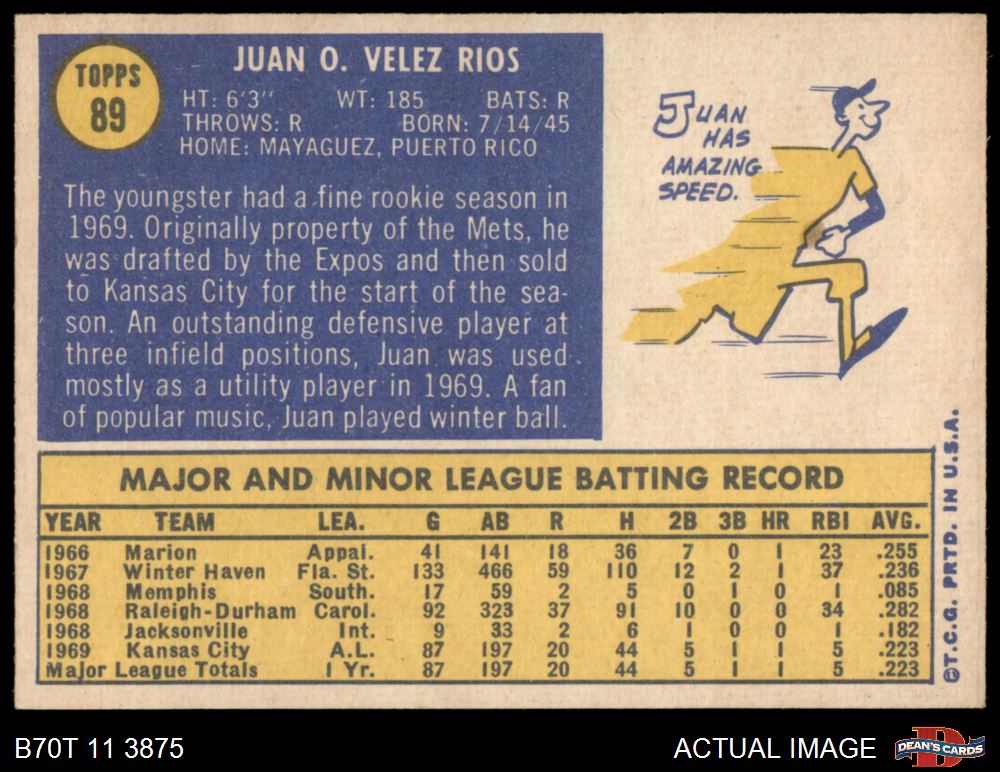 TOPPS
89
JUAN O. VELEZ RIOS
HT: 6'3" WT: 185 BATS: R
THROWS: R BORN: 7/14/45
HOME: MAYAGUEZ, PUERTO RICO
The youngster had a fine rookie season in
1969. Originally property of the Mets, he
was drafted by the Expos and then sold
to Kansas City for the start of the sea-
son. An outstanding defensive player at
three infield positions, Juan was used
mostly as a utility player in 1969. A fan
of popular music, Juan played winter ball.
JUAN
HAS
AMAZING
SPEED.
MAJOR AND MINOR LEAGUE BATTING RECORD
YEAR TEAM LEA. G AB R H 2B 3B HR RBI AVG.
1966 Marion Appal. 41 141 18 36 7 0 1 23 .255
1967 Winter Haven Fla. St. 133 466 59 110 12 2 1 37 .236
1968 Memphis South. 17 59 2 5 0 1 0 1 .085
1968 Raleigh-Durham Carol. 92 323 37 91 10 0 0 34 .282
1968 Jacksonville Int. 9 33 2 6 1 0 0 1 .182
1969 Kansas City A.L. 87 197 20 44 5 1 1 5 .223
Major League Totals 1 Yr. 87 197 20 44 5 1 1 5 .223
©T.C.G. PRTD. IN U.S.A.
B70T 11 3875
ACTUAL IMAGE
D
DEAN'S CARDS